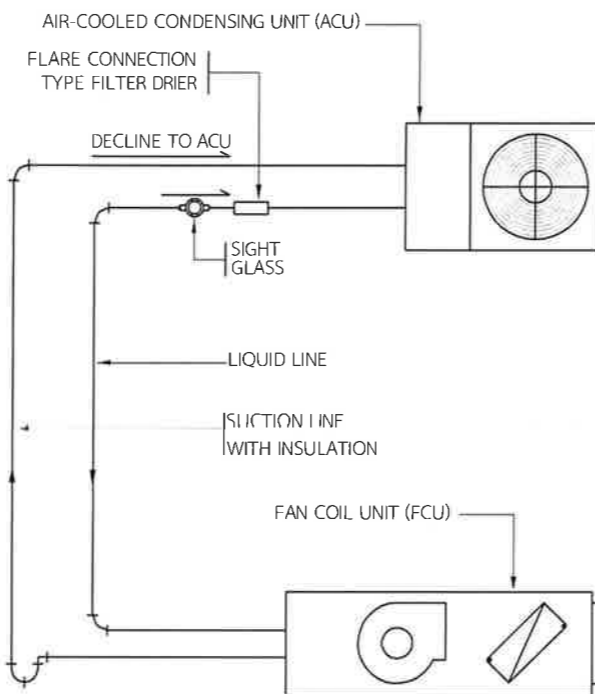 AIR-COOLED CONDENSING UNIT (ACU)
FLARE CONNECTION
TYPE FILTER DRIER
DECLINE TO ACU
SIGHT
GLASS
LIQUID LINE
SUCTION LINE
WITH INSULATION
FAN COIL UNIT (FCU)